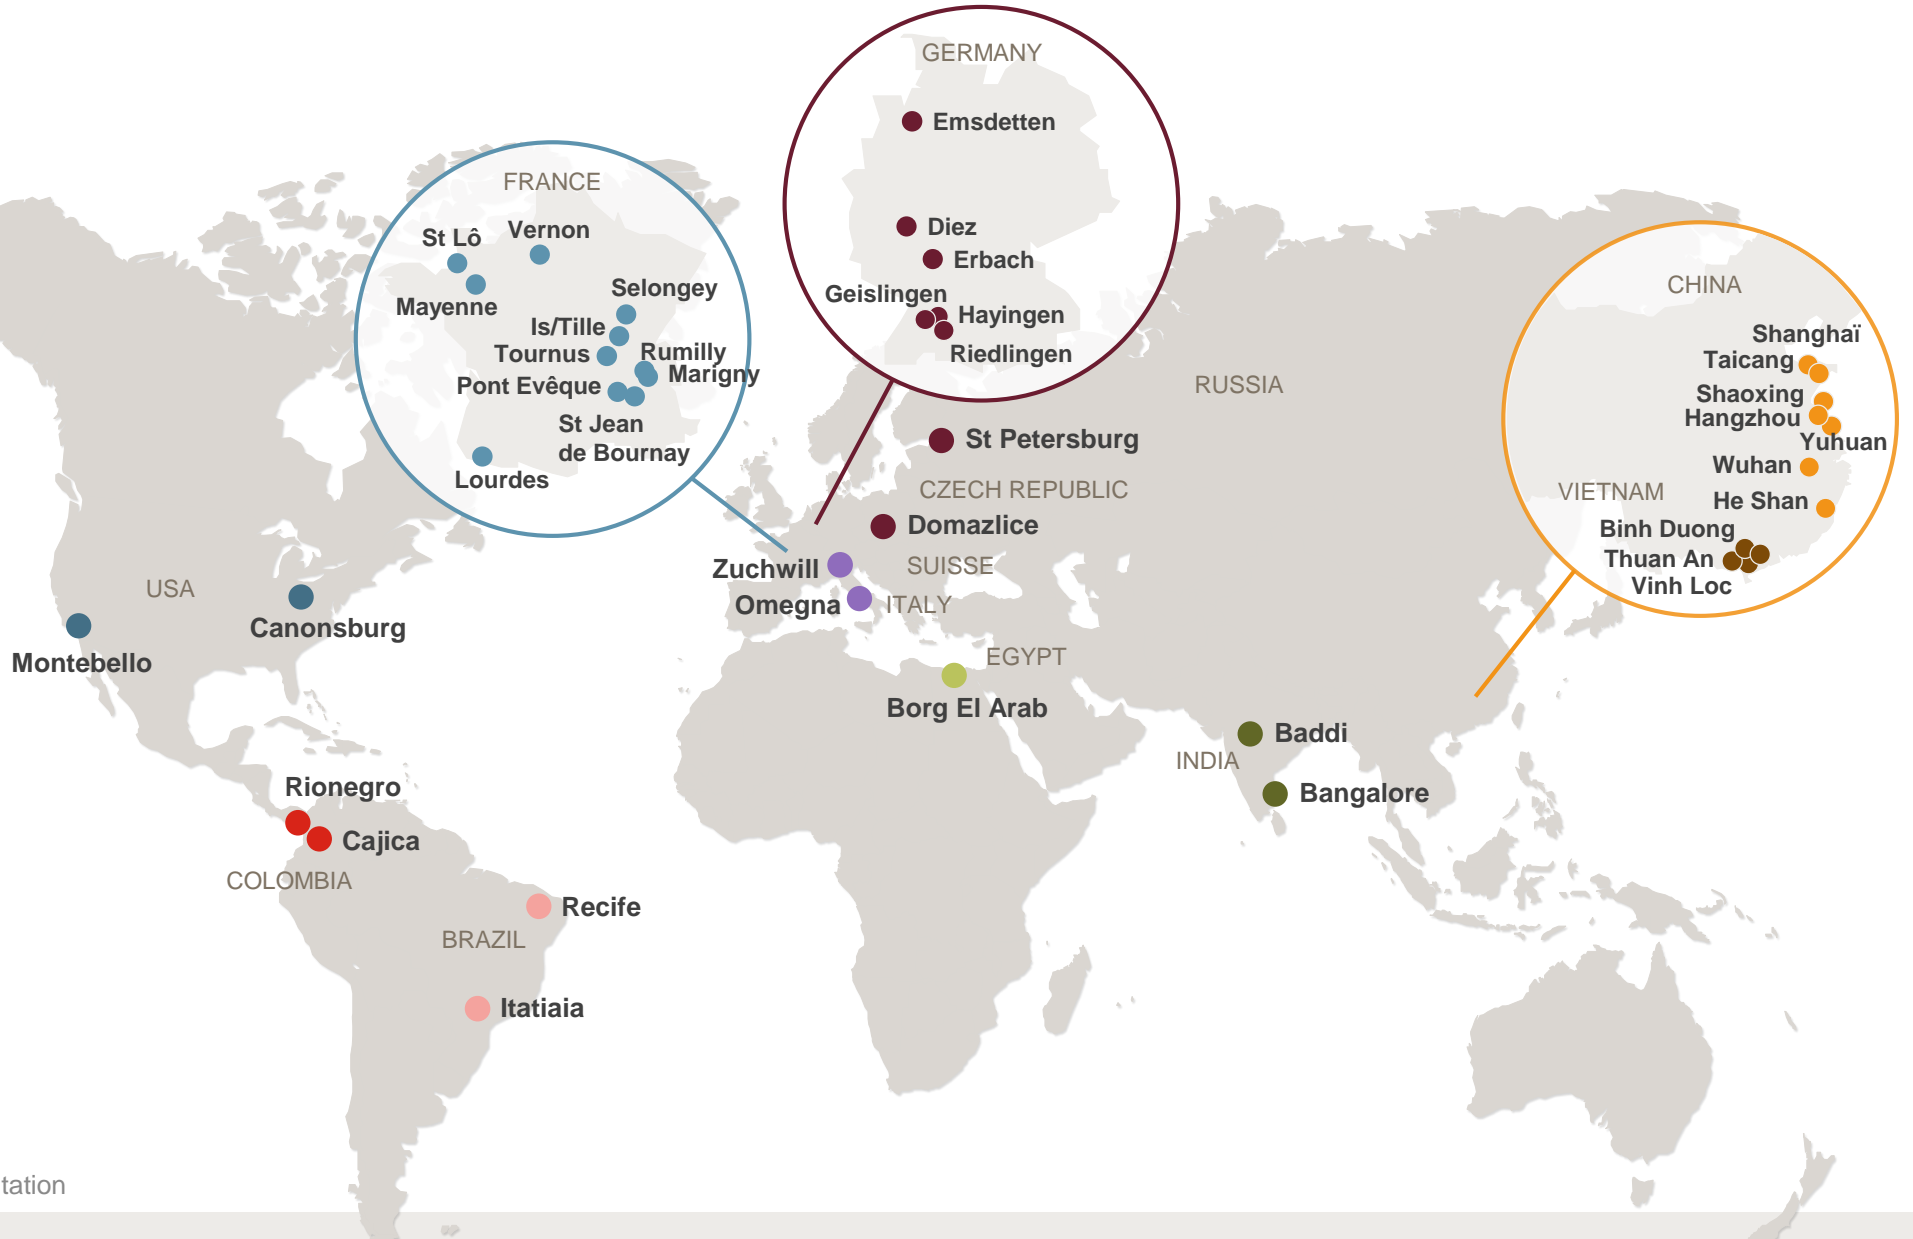 GERMANY
Emsdetten
Diez
Erbach
Geislingen
Hayingen
Riedlingen
FRANCE
St Lô
Vernon
Mayenne
Selongey
Is/Tille
Tournus
Rumilly
Marigny
Pont Evêque
St Jean
de Bournay
Lourdes
CHINA
Shanghaï
Taicang
Shaoxing
Hangzhou
Yuhuan
Wuhan
He Shan
VIETNAM
Binh Duong
Thuan An
Vinh Loc
RUSSIA
St Petersburg
CZECH REPUBLIC
Domazlice
Zuchwill
SUISSE
Omegna
ITALY
USA
Canonsburg
Montebello
EGYPT
Borg El Arab
Baddi
INDIA
Bangalore
Rionegro
Cajica
COLOMBIA
Recife
BRAZIL
Itatiaia
tation